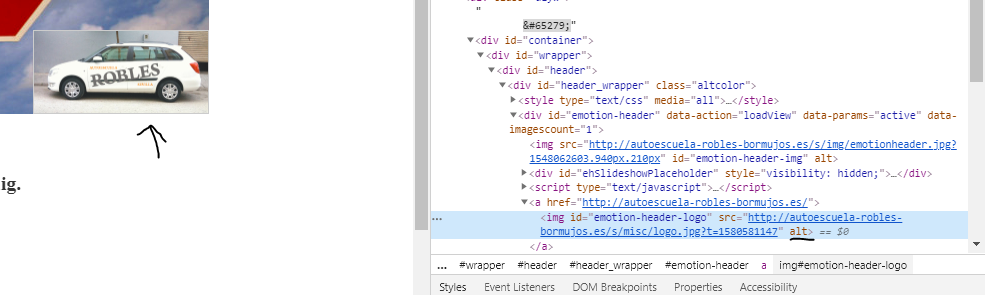 ROBLES
ig.
"
&#65279;"
▼<div id="container">
▼<div id="wrapper">
▼<div id="header">
▼<div id="header_wrapper" class="altcolor">
▶<style type="text/css" media="all">…</style>
▼<div id="emotion-header" data-action="loadView" data-params="active" data-
imagescount="1">
<img src="http://autoescuela-robles-bormujos.es/s/img/emotionheader.jpg?
1548062603.940px.210px" id="emotion-header-img" alt>
▶<div id="ehSlideshowPlaceholder" style="visibility: hidden;">…</div>
▶<script type="text/javascript">…</script>
▼<a href="http://autoescuela-robles-bormujos.es/">
… <img id="emotion-header-logo" src="http://autoescuela-robles-
bormujos.es/s/misc/logo.jpg?t=1580581147" alt> == $0
</a>
… #wrapper #header #header_wrapper #emotion-header a img#emotion-header-logo
Styles Event Listeners DOM Breakpoints Properties Accessibility